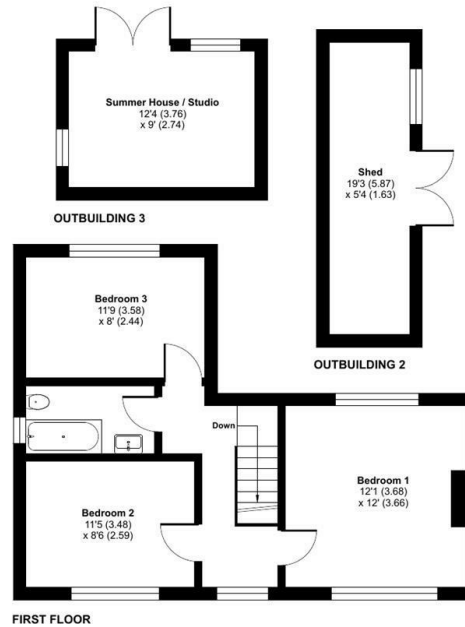 Summer House / Studio
12'4 (3.76)
x 9' (2.74)
OUTBUILDING 3
Shed
19'3 (5.87)
x 5'4 (1.63)
OUTBUILDING 2
Bedroom 3
11'9 (3.58)
x 8' (2.44)
Down
Bedroom 1
12'1 (3.68)
x 12' (3.66)
Bedroom 2
11'5 (3.48)
x 8'6 (2.59)
FIRST FLOOR